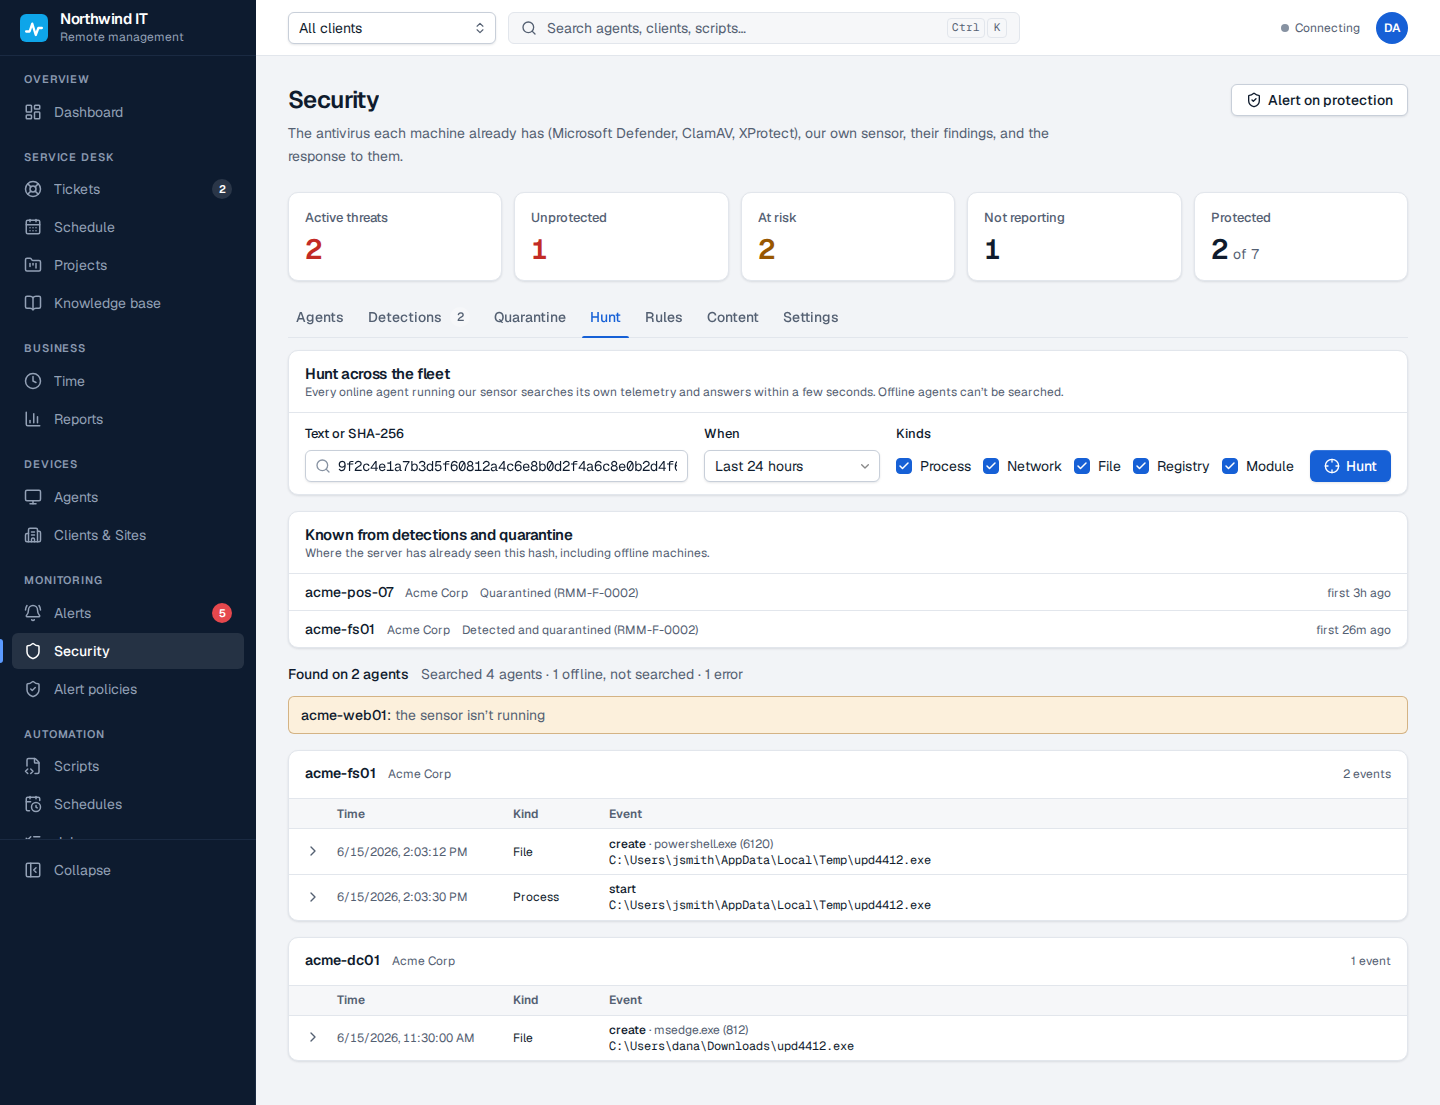 Northwind IT
Remote management
All clients
Search agents, clients, scripts...
Ctrl K
Connecting
DA
OVERVIEW
Dashboard
SERVICE DESK
Tickets 2
Schedule
Projects
Knowledge base
BUSINESS
Time
Reports
DEVICES
Agents
Clients & Sites
MONITORING
Alerts 5
Security
Alert policies
AUTOMATION
Scripts
Schedules
Collapse
Security
Alert on protection
The antivirus each machine already has (Microsoft Defender, ClamAV, XProtect), our own sensor, their findings, and the
response to them.
Active threats
2
Unprotected
1
At risk
2
Not reporting
1
Protected
2 of 7
Agents Detections 2 Quarantine Hunt Rules Content Settings
Hunt across the fleet
Every online agent running our sensor searches its own telemetry and answers within a few seconds. Offline agents can't be searched.
Text or SHA-256 When Kinds
9f2c4e1a7b3d5f60812a4c6e8b0d2f4a6c8e0b2d4f6 Last 24 hours Process Network File Registry Module Hunt
Known from detections and quarantine
Where the server has already seen this hash, including offline machines.
acme-pos-07 Acme Corp Quarantined (RMM-F-0002) first 3h ago
acme-fs01 Acme Corp Detected and quarantined (RMM-F-0002) first 26m ago
Found on 2 agents Searched 4 agents · 1 offline, not searched · 1 error
acme-web01: the sensor isn't running
acme-fs01 Acme Corp 2 events
Time Kind Event
6/15/2026, 2:03:12 PM File create · powershell.exe (6120)
C:\Users\jsmith\AppData\Local\Temp\upd4412.exe
6/15/2026, 2:03:30 PM Process start
C:\Users\jsmith\AppData\Local\Temp\upd4412.exe
acme-dc01 Acme Corp 1 event
Time Kind Event
6/15/2026, 11:30:00 AM File create · msedge.exe (812)
C:\Users\dana\Downloads\upd4412.exe